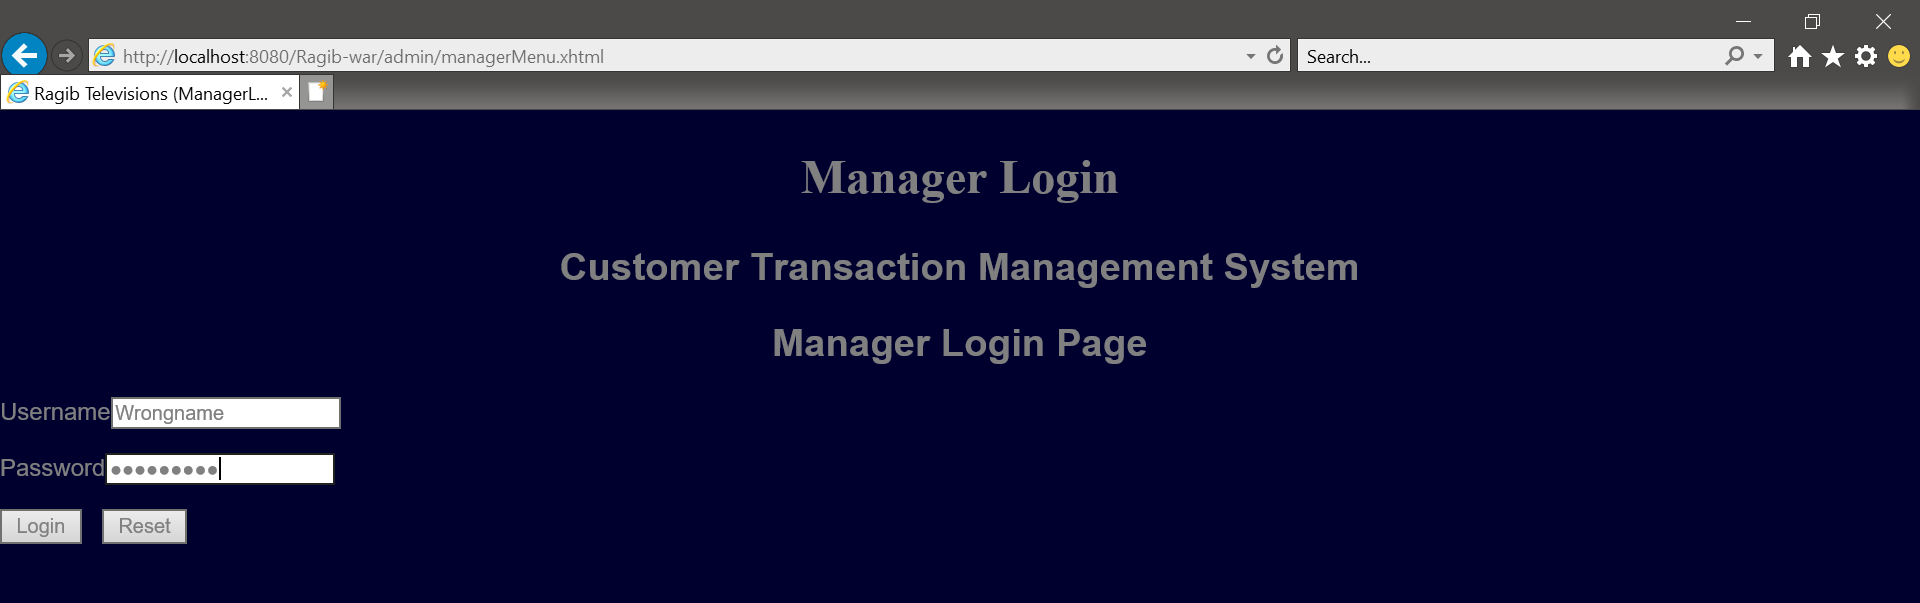 http://localhost:8080/Ragib-war/admin/managerMenu.xhtml
Search...
Ragib Televisions (ManagerL...
Manager Login
Customer Transaction Management System
Manager Login Page
Username Wrongname
Password •••••••••
Login Reset